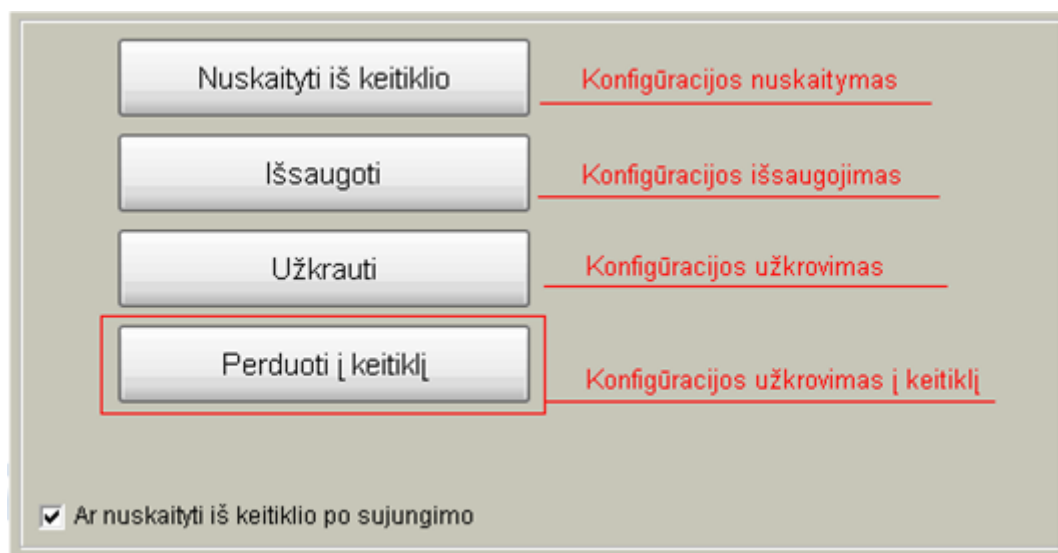 Nuskaityti iš keitiklio
Konfigūracijos nuskaitymas
Išsaugoti
Konfigūracijos išsaugojimas
Užkrauti
Konfigūracijos užkrovimas
Perduoti į keitiklį
Konfigūracijos užkrovimas į keitiklį
Ar nuskaityti iš keitiklio po sujungimo